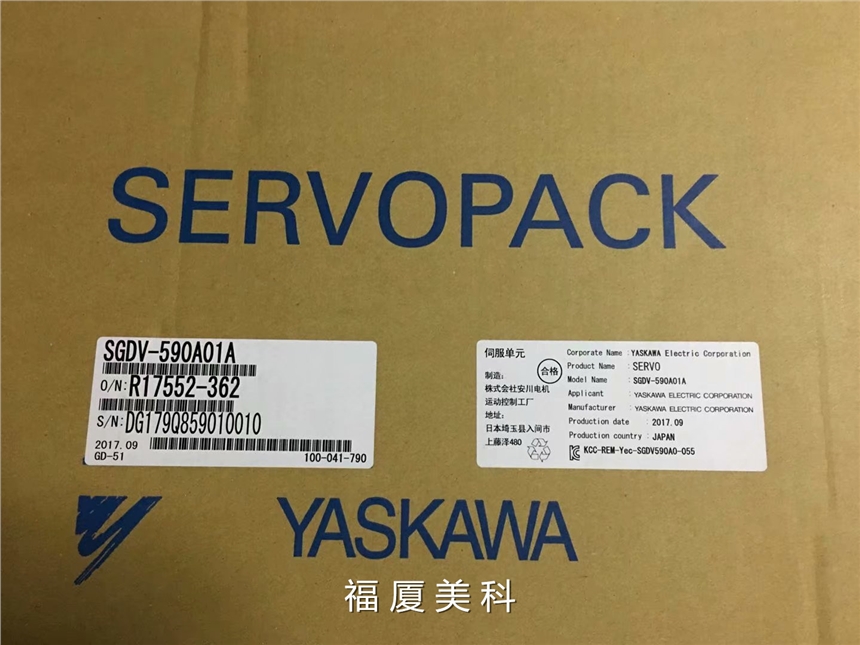 SERVOPACK
SGDV-590A01A
O/N:R17552-362
S/N:DG179Q859010010
2017.09
GD-51
100-041-790
伺服单元
合格
制造:
株式会社安川电机
运动控制工厂
地址:
日本埼玉县入间市
上藤泽480
Corporate Name : YASKAWA Electric Corporation
Product Name : SERVO
Model Name : SGDV-590A01A
Applicant : YASKAWA ELECTRIC CORPORATION
Manufacturer : YASKAWA ELECTRIC CORPORATION
Production date : 2017.09
Production country : JAPAN
KCC-REM-Yec-SGDV590A0-055
YASKAWA
福厦美科